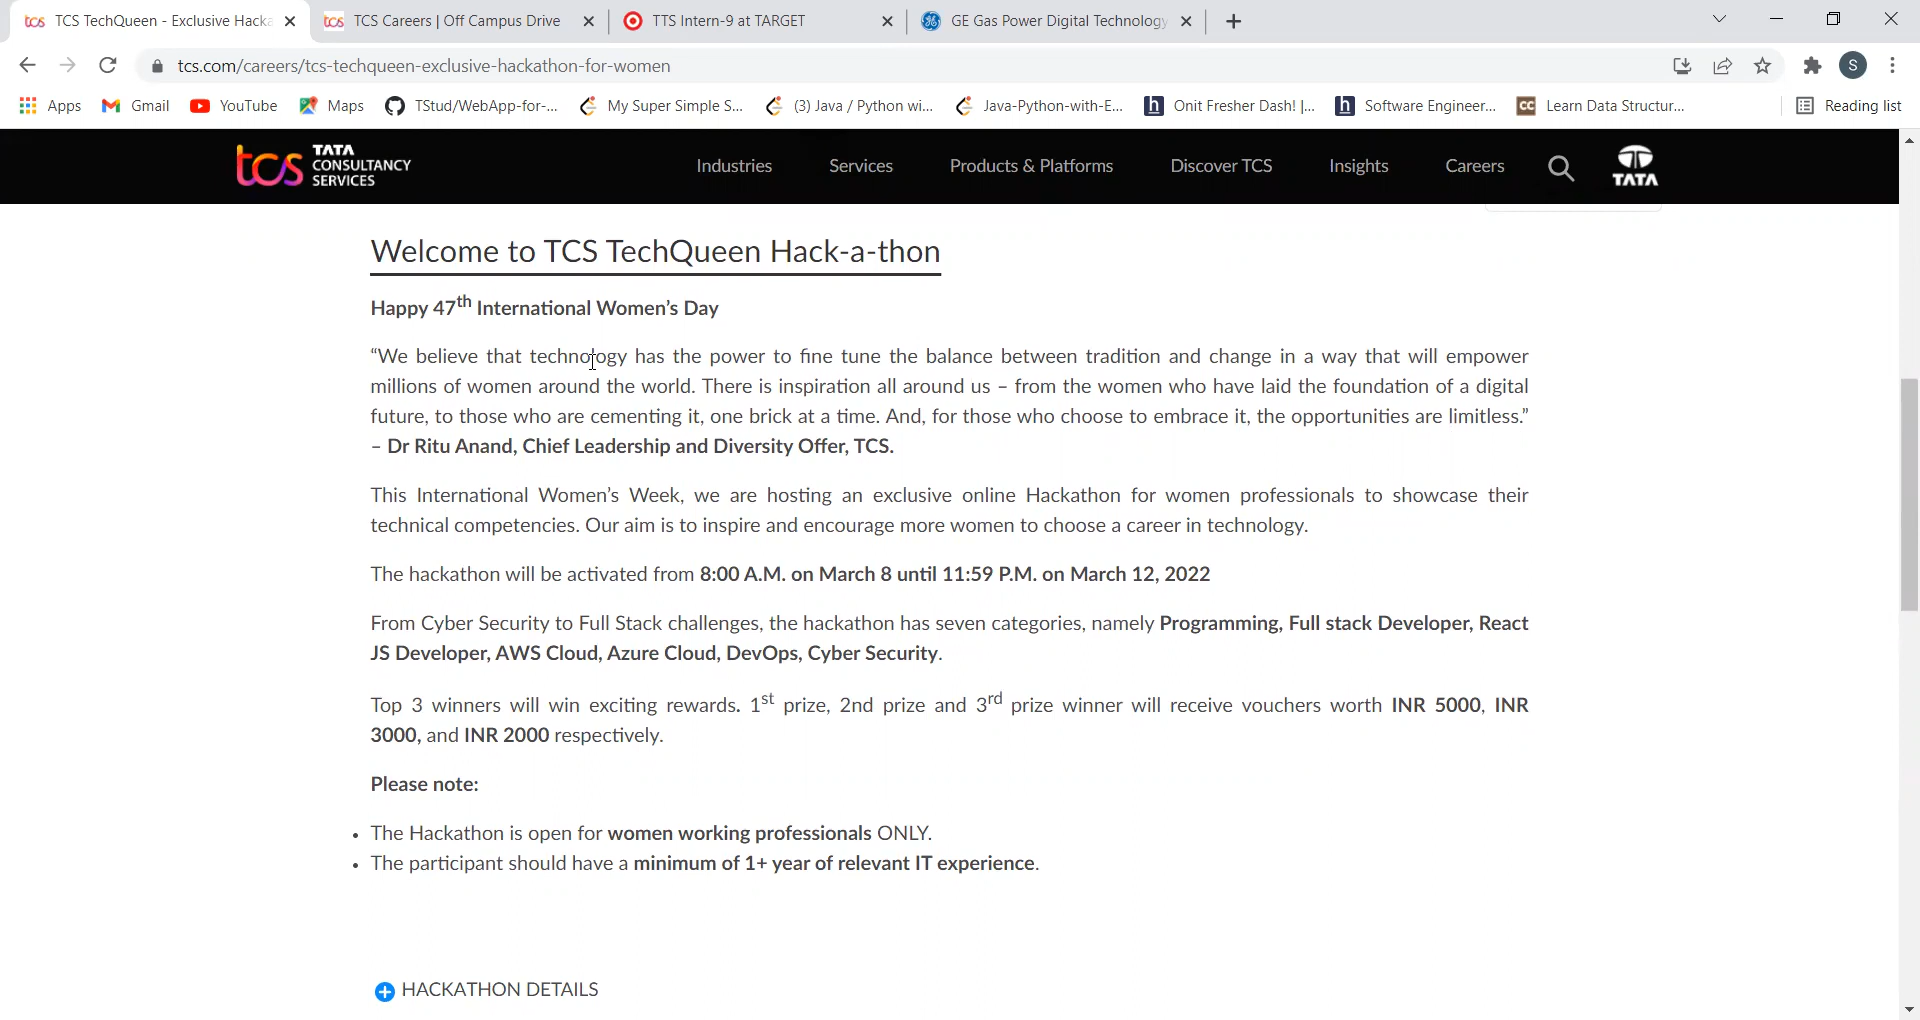 TCS TechQueen - Exclusive Hacka
TCS Careers | Off Campus Drive
TTS Intern-9 at TARGET
GE Gas Power Digital Technology
tcs.com/careers/tcs-techqueen-exclusive-hackathon-for-women
S
Apps
Gmail
YouTube
Maps
TStud/WebApp-for-...
My Super Simple S...
(3) Java / Python wi...
Java-Python-with-E...
Onit Fresher Dash! |...
Software Engineer...
Learn Data Structur...
Reading list
tcs TATA CONSULTANCY SERVICES
Industries
Services
Products & Platforms
Discover TCS
Insights
Careers
TATA
Welcome to TCS TechQueen Hack-a-thon
Happy 47th International Women’s Day
“We believe that technology has the power to fine tune the balance between tradition and change in a way that will empower
millions of women around the world. There is inspiration all around us – from the women who have laid the foundation of a digital
future, to those who are cementing it, one brick at a time. And, for those who choose to embrace it, the opportunities are limitless.”
– Dr Ritu Anand, Chief Leadership and Diversity Offer, TCS.
This International Women’s Week, we are hosting an exclusive online Hackathon for women professionals to showcase their
technical competencies. Our aim is to inspire and encourage more women to choose a career in technology.
The hackathon will be activated from 8:00 A.M. on March 8 until 11:59 P.M. on March 12, 2022
From Cyber Security to Full Stack challenges, the hackathon has seven categories, namely Programming, Full stack Developer, React
JS Developer, AWS Cloud, Azure Cloud, DevOps, Cyber Security.
Top 3 winners will win exciting rewards. 1st prize, 2nd prize and 3rd prize winner will receive vouchers worth INR 5000, INR
3000, and INR 2000 respectively.
Please note:
• The Hackathon is open for women working professionals ONLY.
• The participant should have a minimum of 1+ year of relevant IT experience.
HACKATHON DETAILS